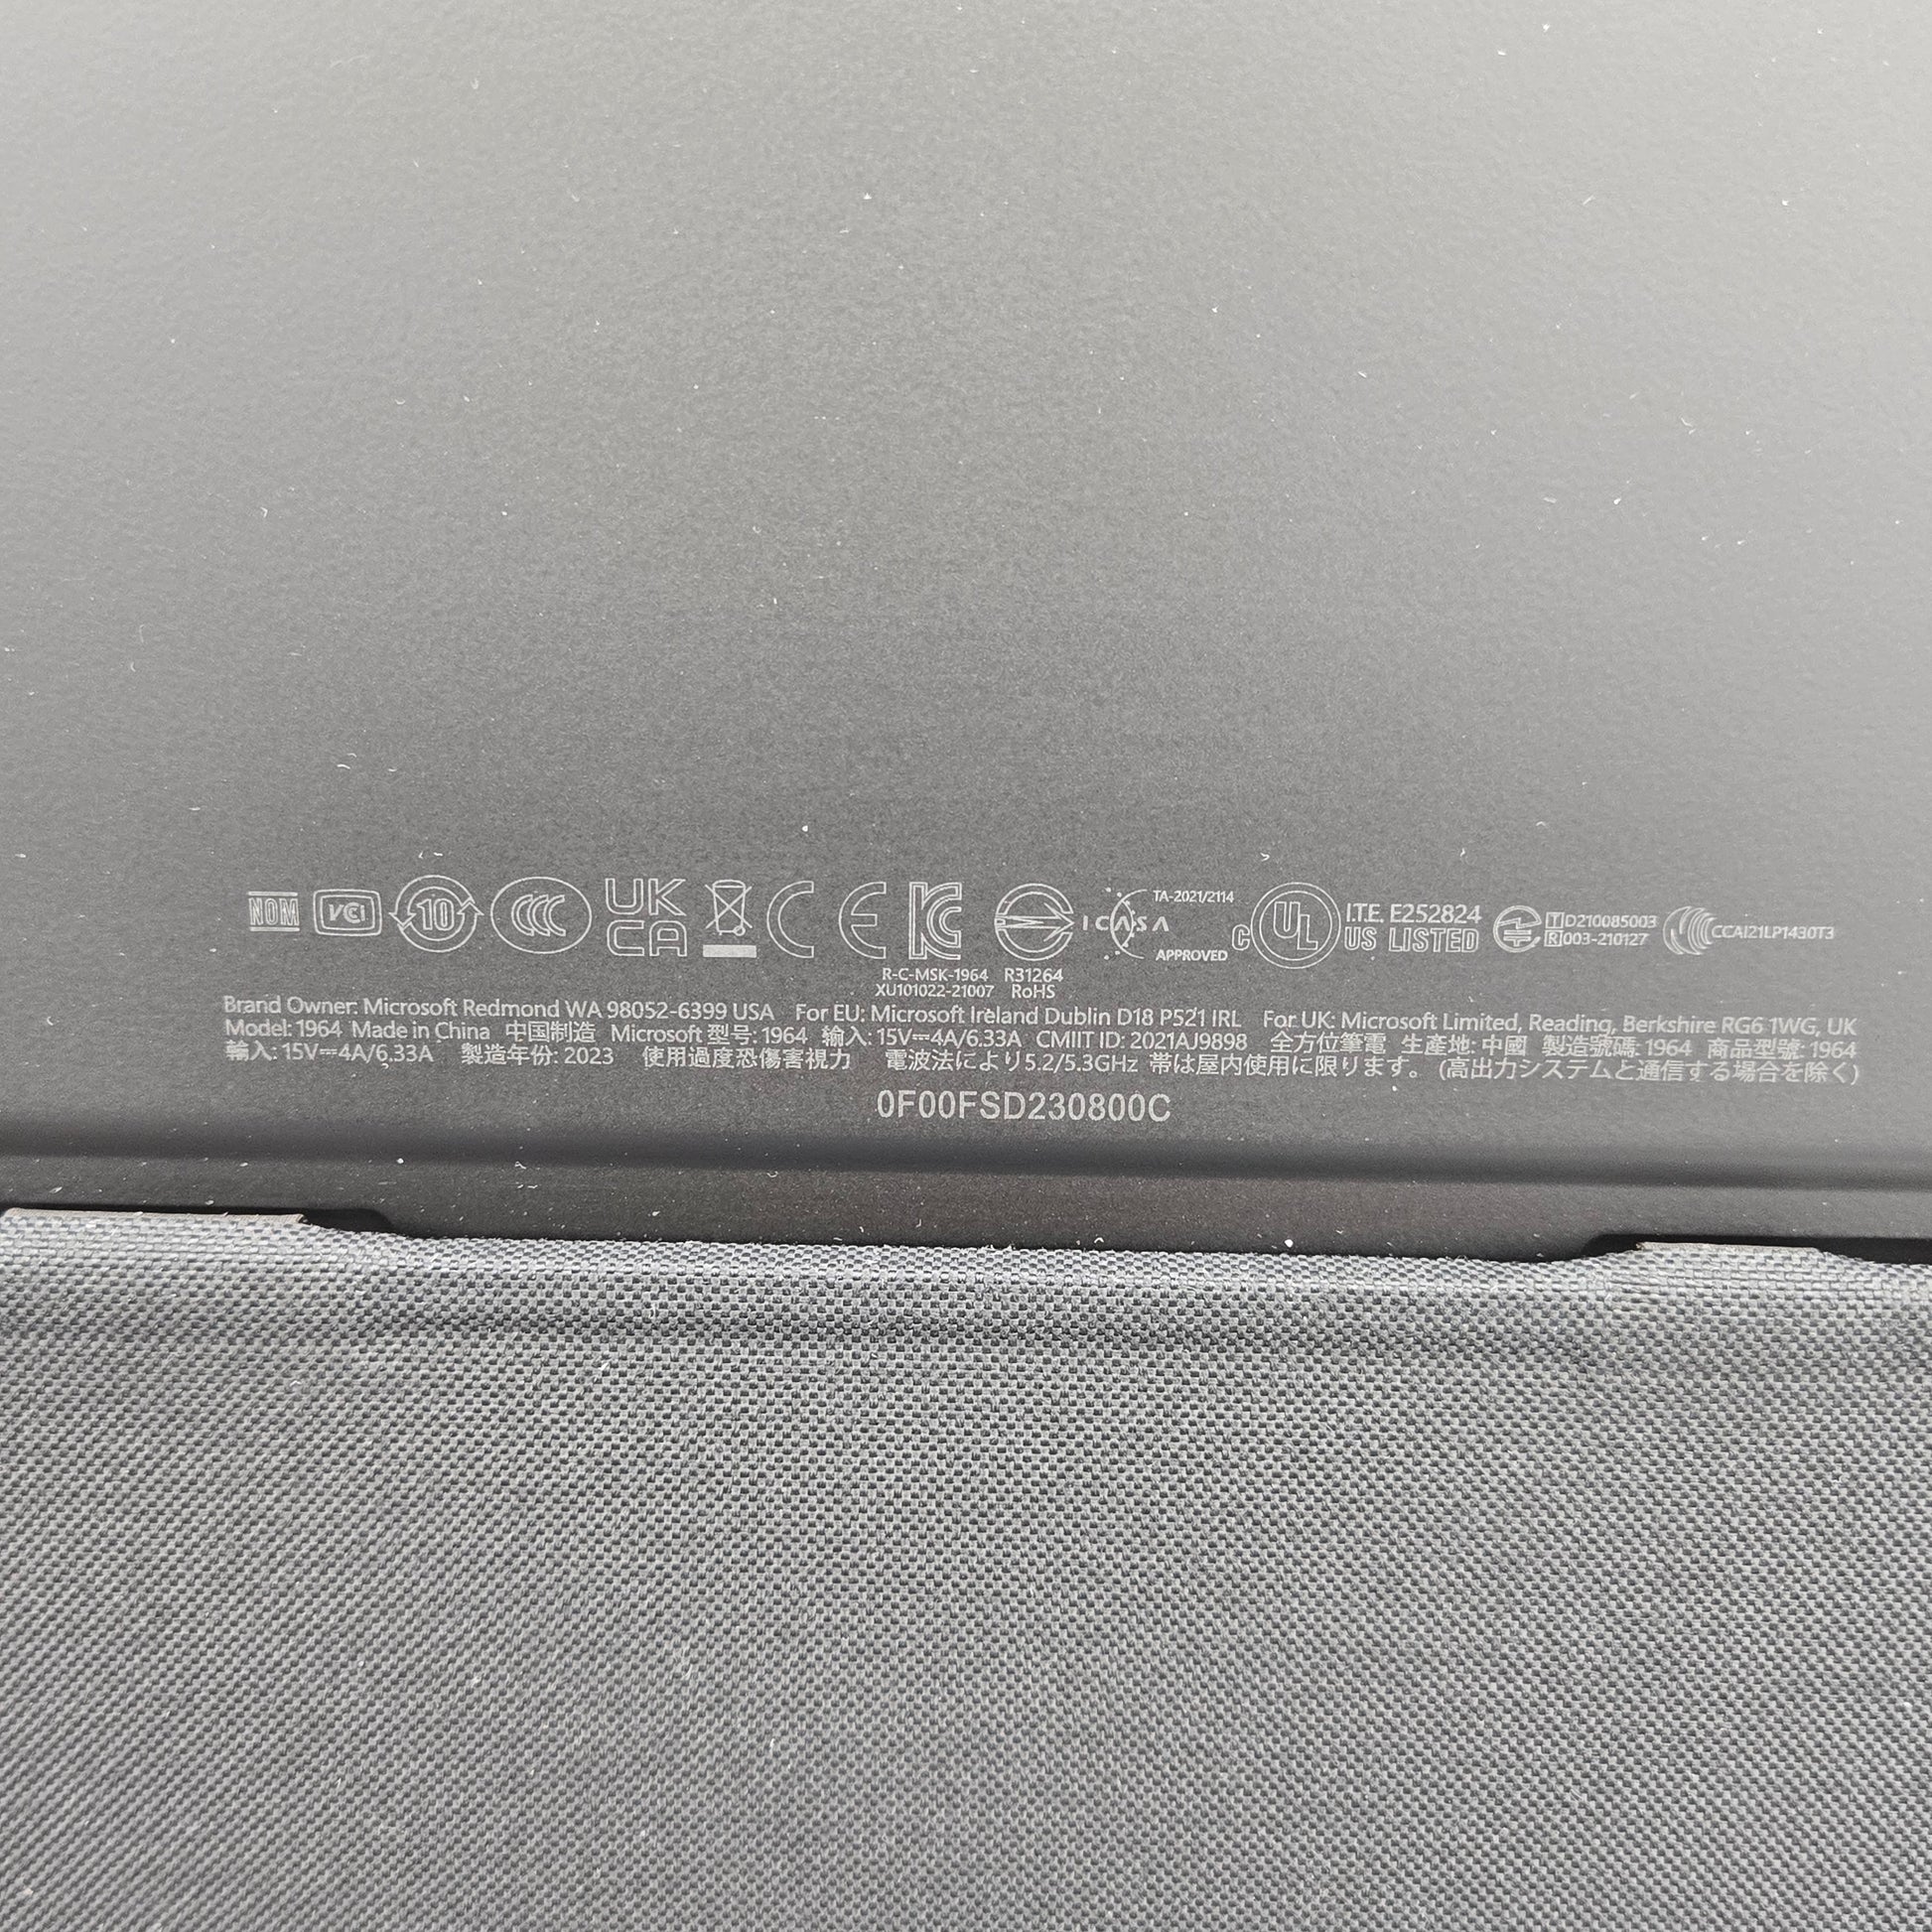 NOM VCI 10 CCC UK CA CE KC ICASA TA-2021/2114 APPROVED C UL US I.T.E. E252824 LISTED T D210085003 R 003-210127 CCAI21LP1430T3
R-C-MSK-1964 R31264
XU101022-21007 RoHS
Brand Owner: Microsoft Redmond WA 98052-6399 USA For EU: Microsoft Ireland Dublin D18 P521 IRL For UK: Microsoft Limited, Reading, Berkshire RG6 1WG, UK
Model: 1964 Made in China 中国制造 Microsoft 型号: 1964 输入: 15V⎓4A/6.33A CMIIT ID: 2021AJ9898 全方位筆電 生產地: 中國 製造號碼: 1964 商品型號: 1964
輸入: 15V⎓4A/6.33A 製造年份: 2023 使用過度恐傷害視力 電波法により5.2/5.3GHz 帯は屋内使用に限ります。 (高出力システムと通信する場合を除く)
0F00FSD230800C